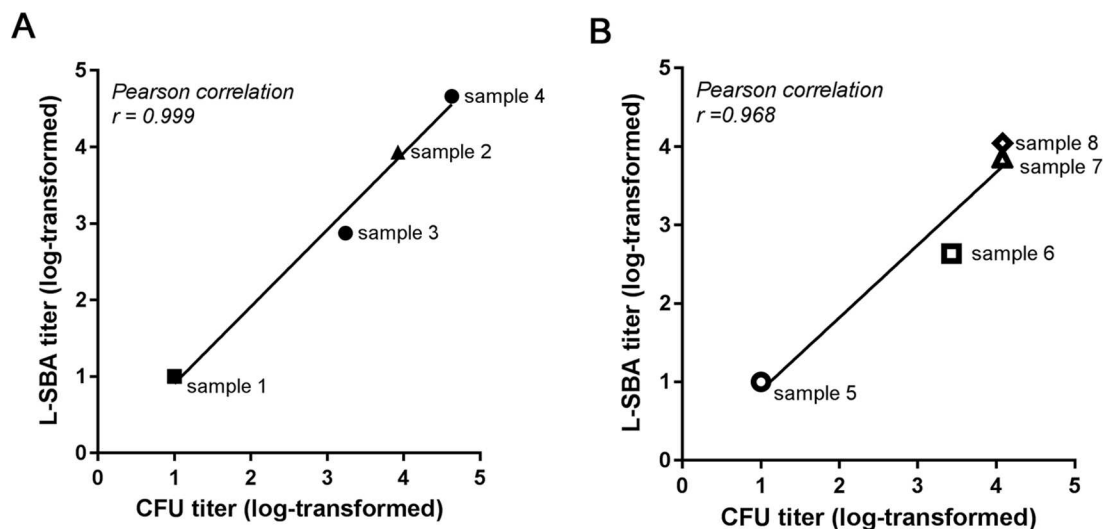 A
Pearson correlation
r = 0.999
L-SBA titer (log-transformed)
5
4
3
2
1
0
sample 4
sample 2
sample 3
sample 1
0 1 2 3 4 5
CFU titer (log-transformed)
B
Pearson correlation
r =0.968
L-SBA titer (log-transformed)
5
4
3
2
1
0
sample 8
sample 7
sample 6
sample 5
0 1 2 3 4 5
CFU titer (log-transformed)